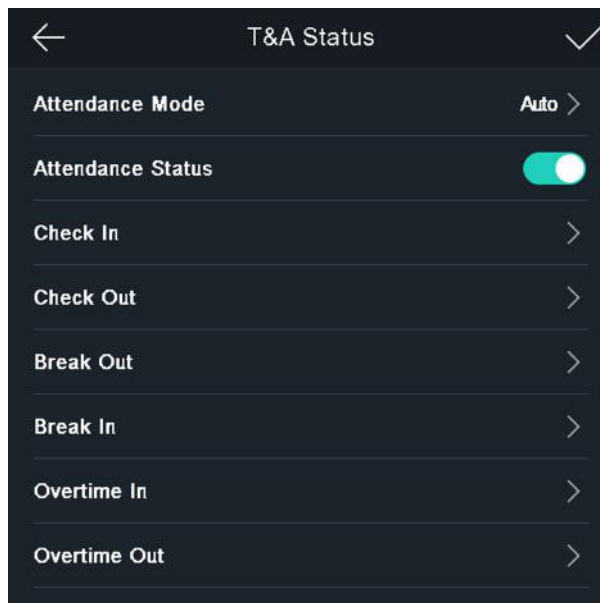 T&A Status
Attendance Mode Auto
Attendance Status
Check In
Check Out
Break Out
Break In
Overtime In
Overtime Out